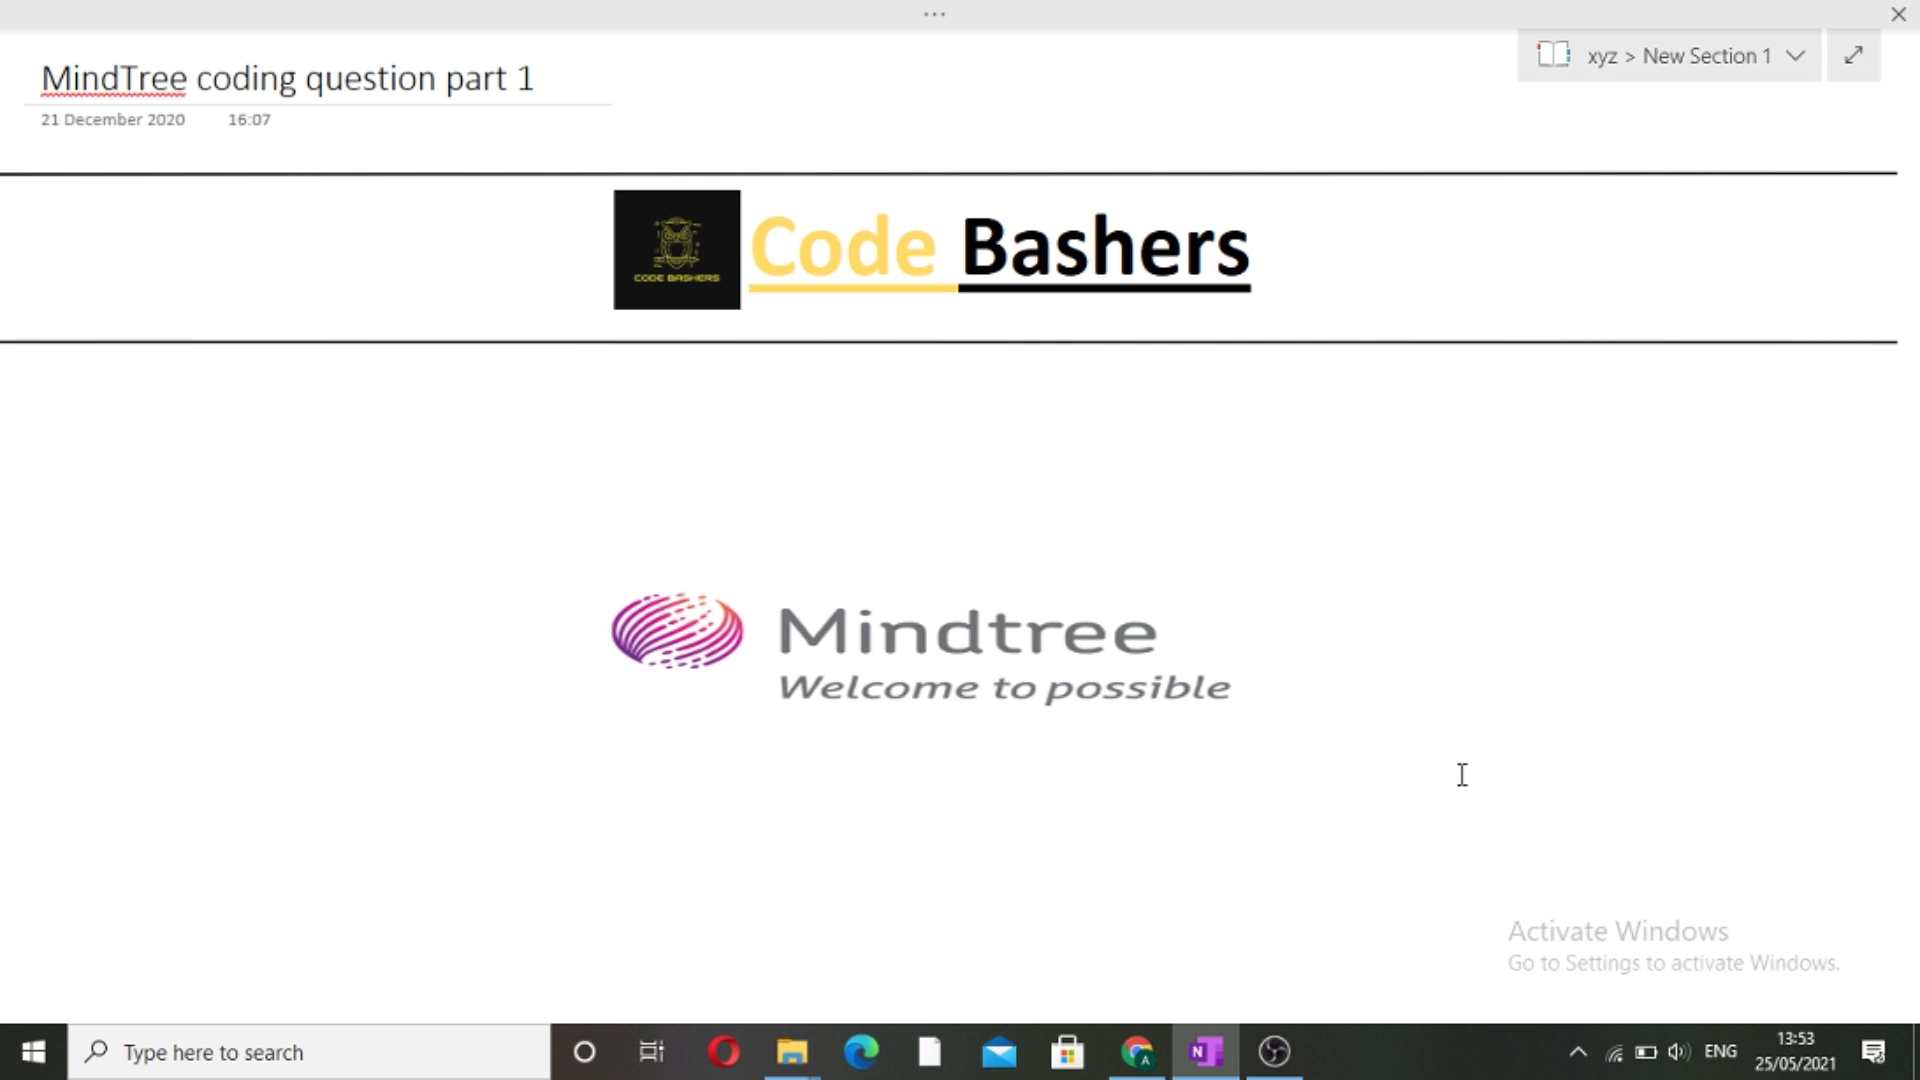 ...
xyz > New Section 1
MindTree coding question part 1
21 December 2020 16:07
CODE BASHERS
Code Bashers
Mindtree
Welcome to possible
Activate Windows
Go to Settings to activate Windows.
Type here to search
A
N
ENG
13:53
25/05/2021